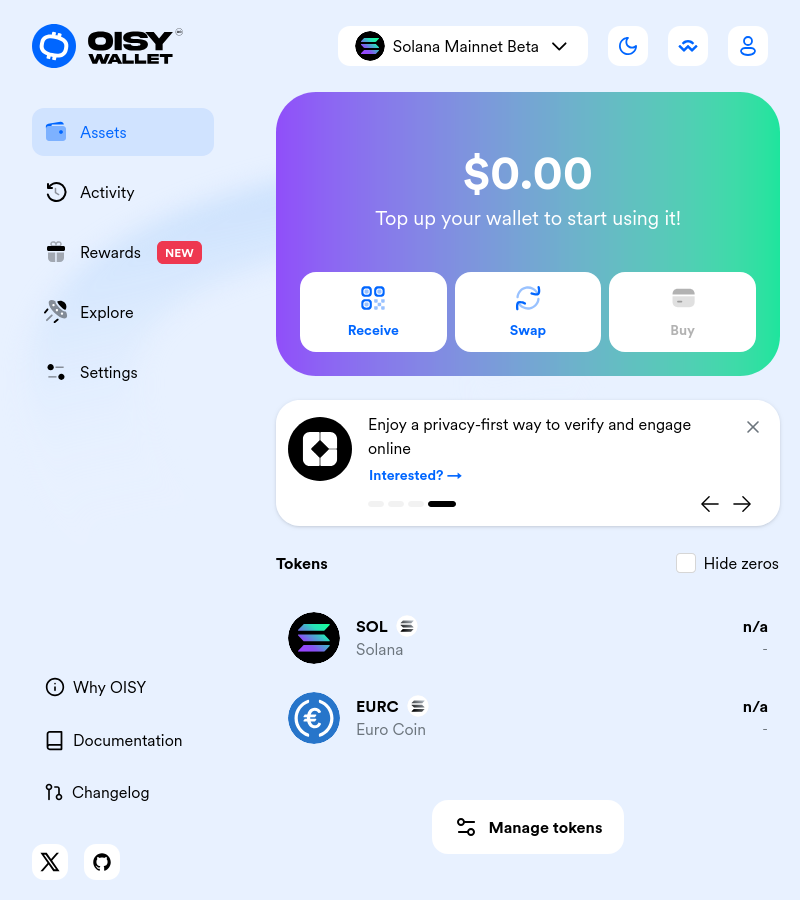 OISY
WALLET
Solana Mainnet Beta
Assets
Activity
Rewards NEW
Explore
Settings
$0.00
Top up your wallet to start using it!
Receive
Swap
Buy
Enjoy a privacy-first way to verify and engage
online
Interested? →
Tokens
Hide zeros
SOL
n/a
Solana
-
EURC
n/a
Euro Coin
-
Manage tokens
Why OISY
Documentation
Changelog